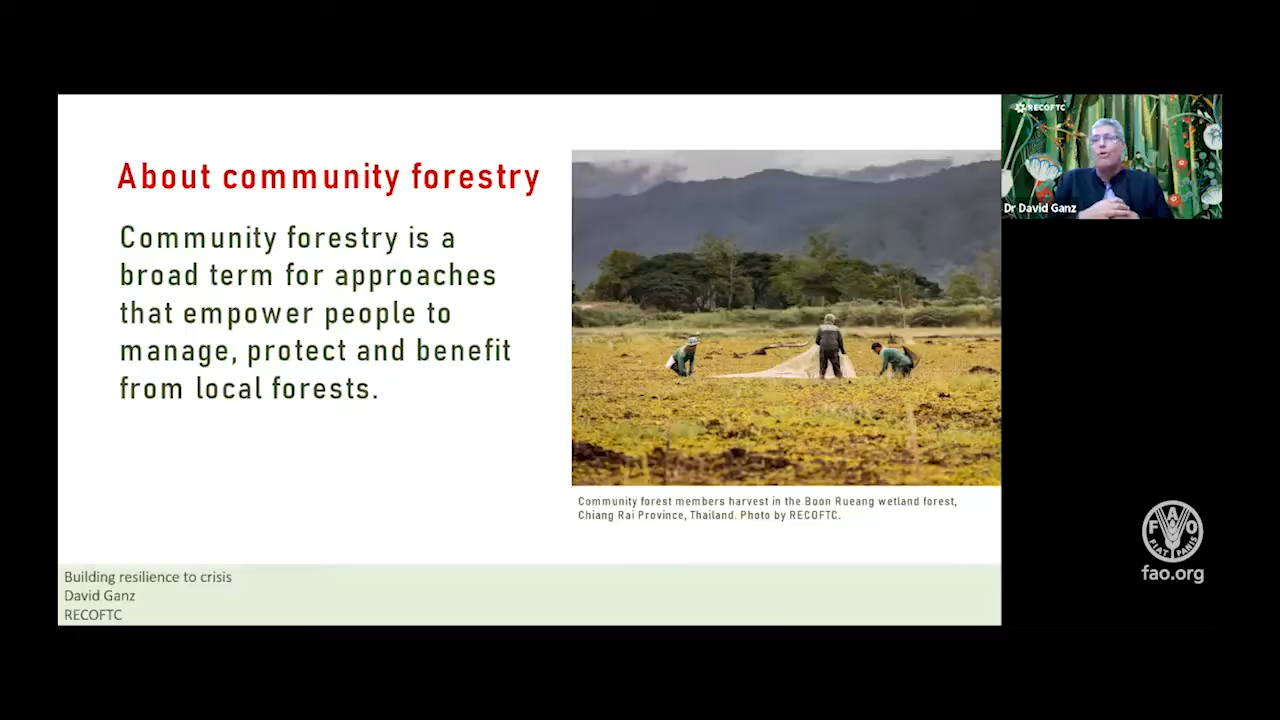 About community forestry
Community forestry is a
broad term for approaches
that empower people to
manage, protect and benefit
from local forests.
Community forest members harvest in the Boon Rueang wetland forest,
Chiang Rai Province, Thailand. Photo by RECOFTC.
Building resilience to crisis
David Ganz
RECOFTC
RECOFTC
Dr David Ganz
F A O
FIAT PANIS
fao.org